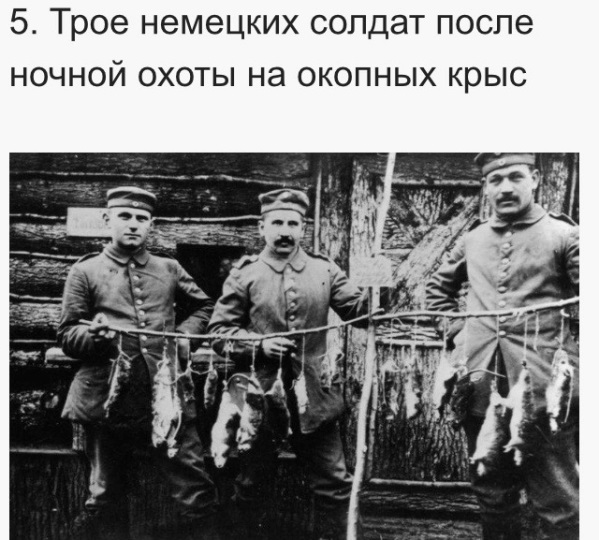 5. Трое немецких солдат после
ночной охоты на окопных крыс